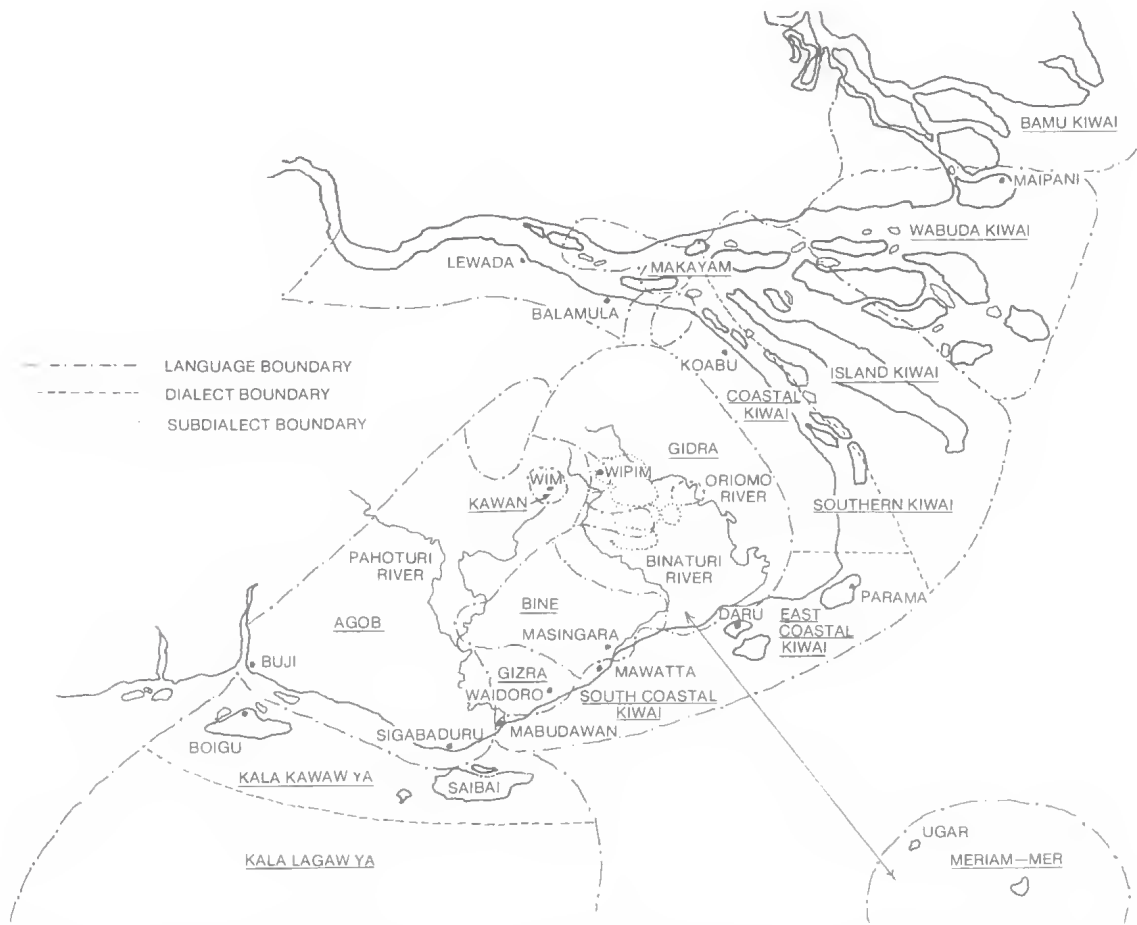 BAMU KIWAI
MAIPANI
WABUDA KIWAI
LEWADA
MAKAYAM
BALAMULA
LANGUAGE BOUNDARY
DIALECT BOUNDARY
SUBDIALECT BOUNDARY
KOABU
ISLAND KIWAI
COASTAL
KIWAI
GIDRA
WIPIM
WIM
KAWAN
ORIOMO
RIVER
SOUTHERN KIWAI
PAHOTURI
RIVER
BINATURI
RIVER
BINE
PARAMA
AGOB
DARU
EAST
COASTAL
KIWAI
MASINGARA
BUJI
GIZRA
MAWATTA
WAIDORO
SOUTH COASTAL
KIWAI
SIGABADURU
MABUDAWAN
BOIGU
KALA KAWAW YA
SAIBAI
UGAR
KALA LAGAW YA
MERIAM—MER